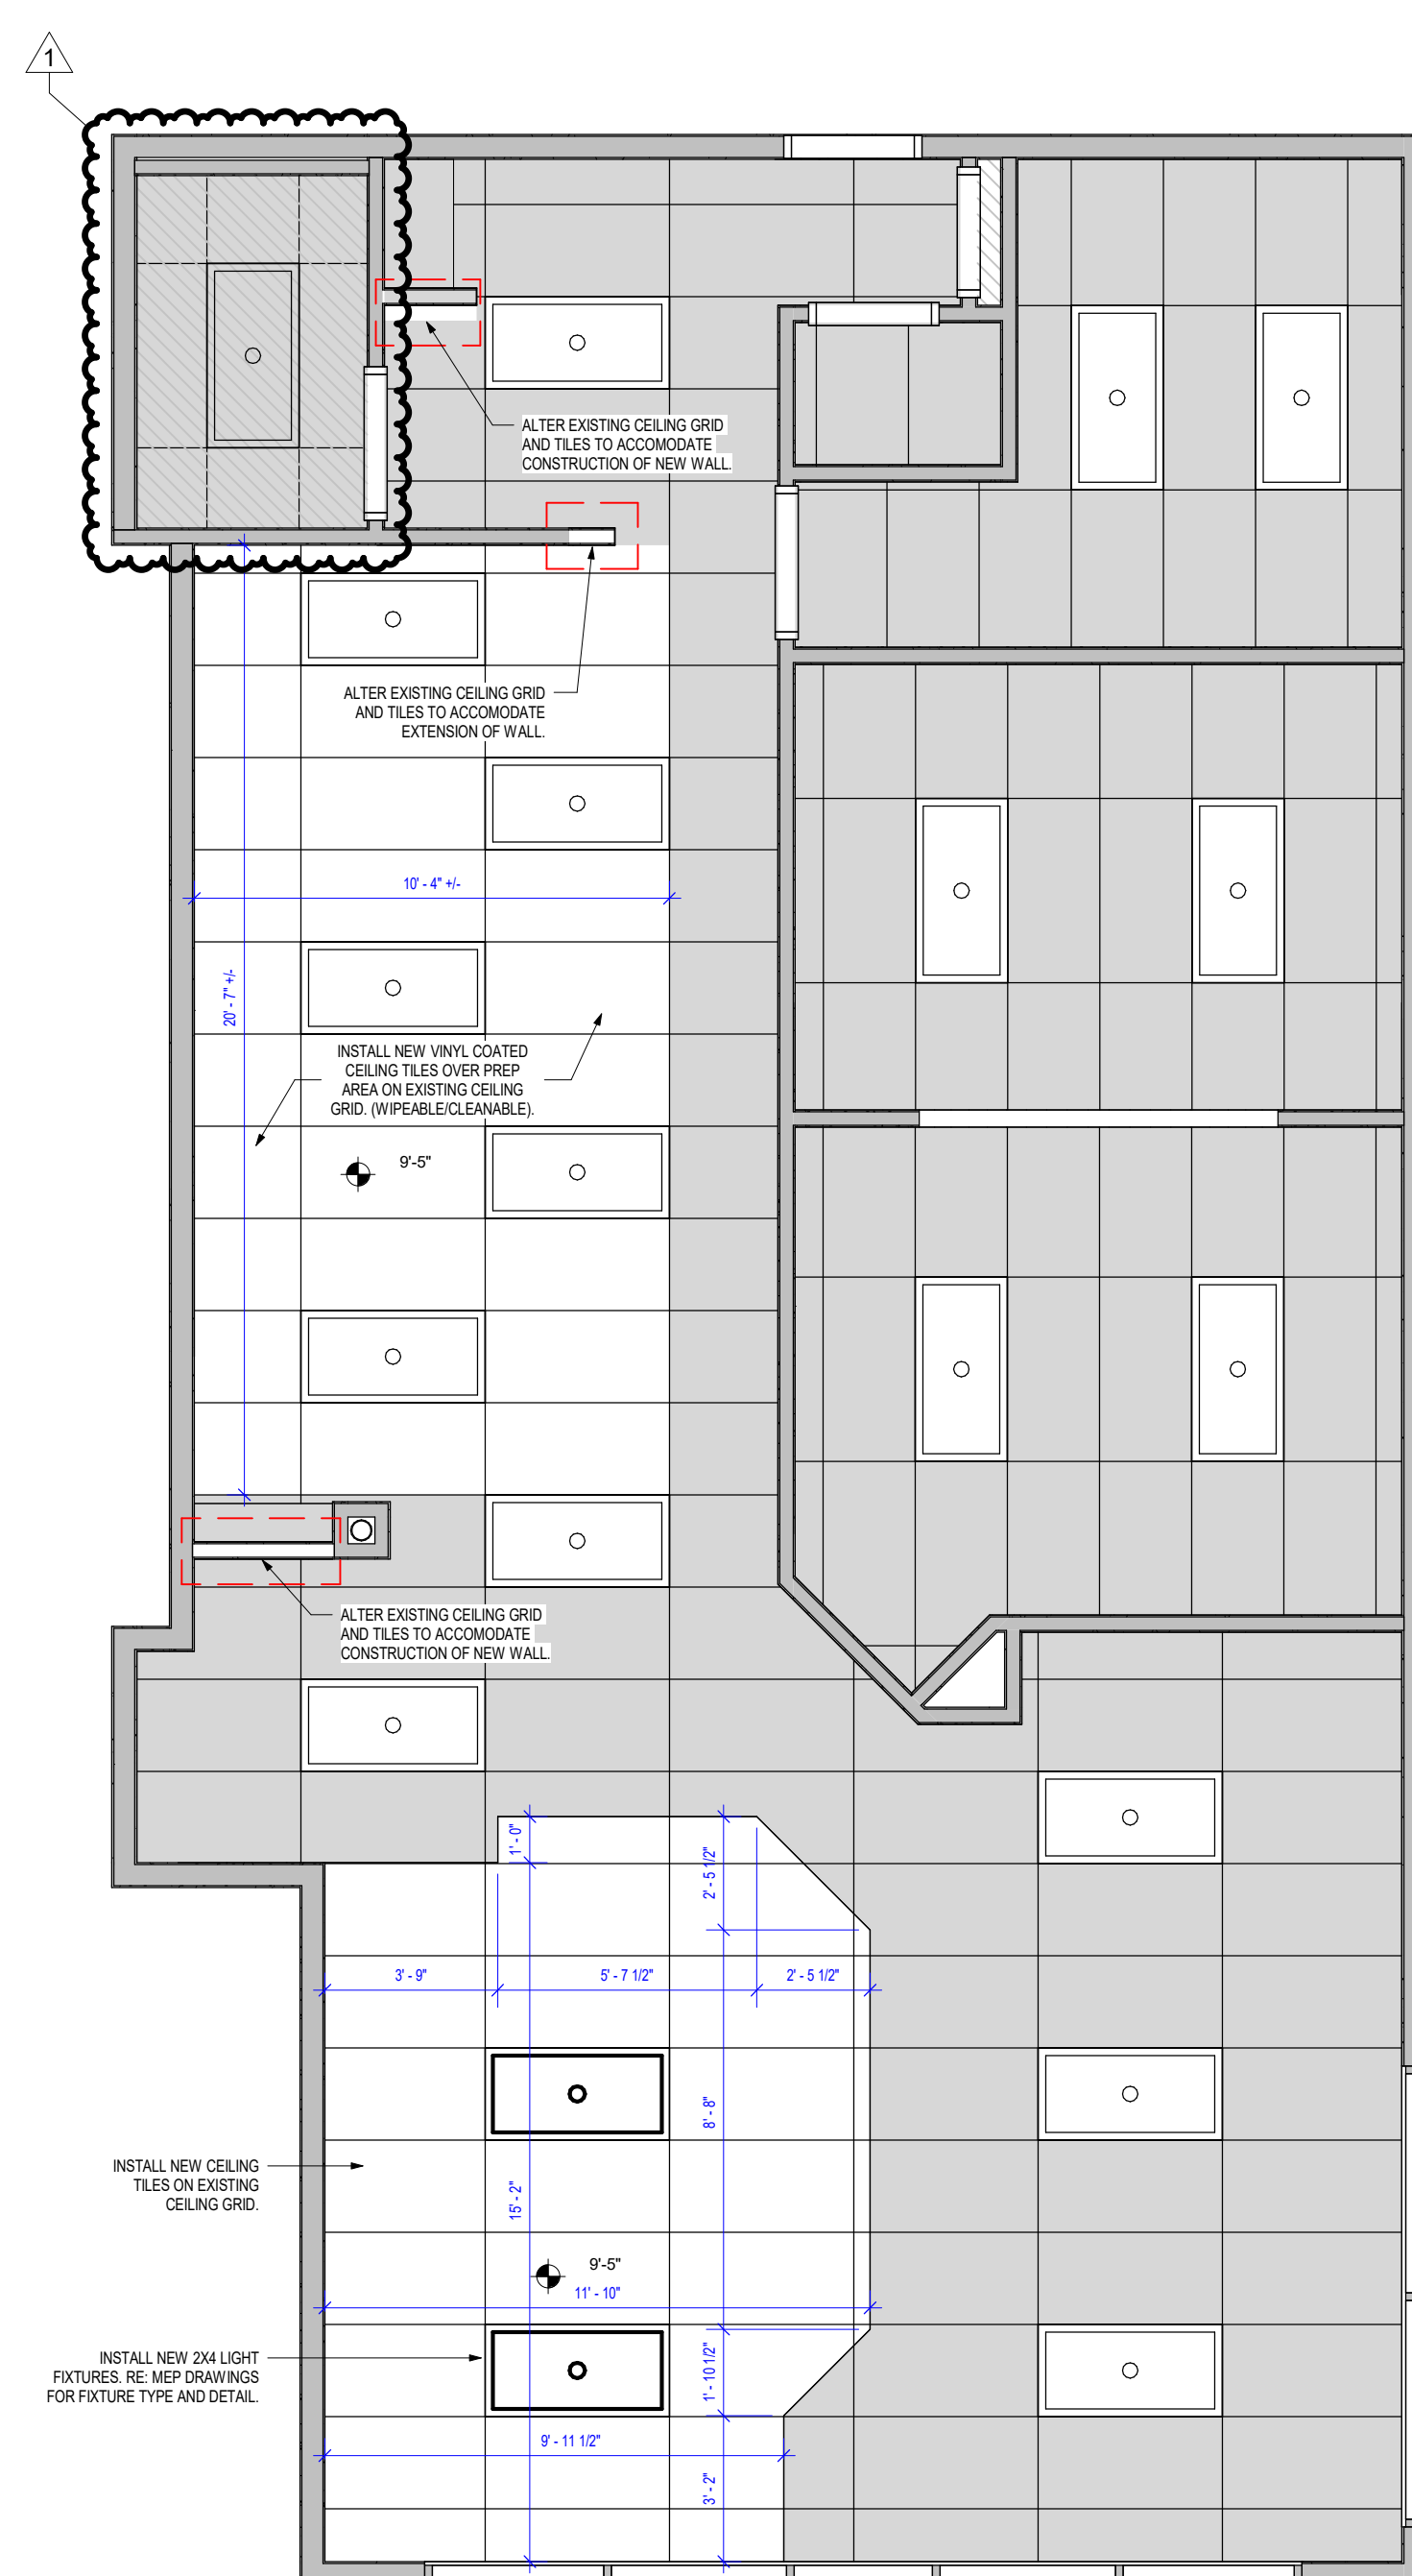 1
ALTER EXISTING CEILING GRID
AND TILES TO ACCOMODATE
CONSTRUCTION OF NEW WALL.
ALTER EXISTING CEILING GRID
AND TILES TO ACCOMODATE
EXTENSION OF WALL.
10' - 4" +/-
20' - 7" +/-
INSTALL NEW VINYL COATED
CEILING TILES OVER PREP
AREA ON EXISTING CEILING
GRID. (WIPEABLE/CLEANABLE).
9'-5"
ALTER EXISTING CEILING GRID
AND TILES TO ACCOMODATE
CONSTRUCTION OF NEW WALL.
1' - 0"
2' - 5 1/2"
3' - 9"
5' - 7 1/2"
2' - 5 1/2"
8' - 8"
INSTALL NEW CEILING
TILES ON EXISTING
CEILING GRID.
15' - 2"
9'-5"
11' - 10"
INSTALL NEW 2X4 LIGHT
FIXTURES. RE: MEP DRAWINGS
FOR FIXTURE TYPE AND DETAIL.
1' - 10 1/2"
9' - 11 1/2"
3' - 2"